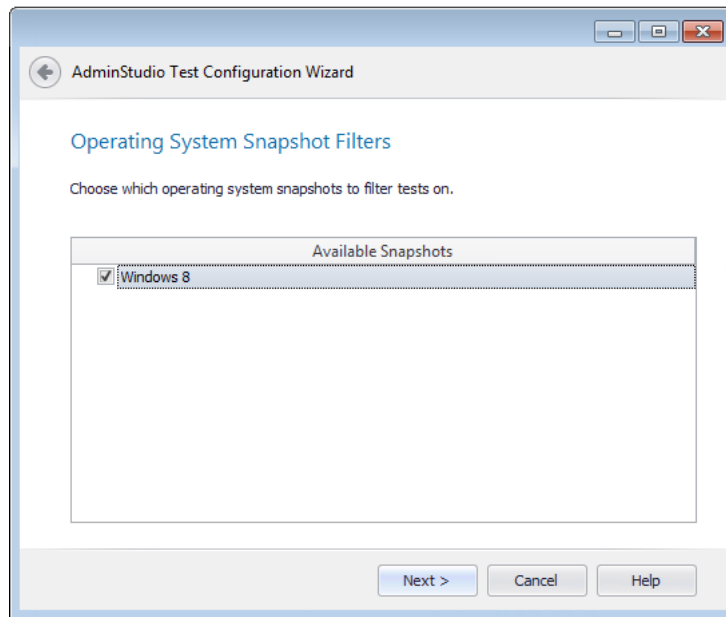 AdminStudio Test Configuration Wizard
Operating System Snapshot Filters
Choose which operating system snapshots to filter tests on.
Available Snapshots
Windows 8
Next >
Cancel
Help